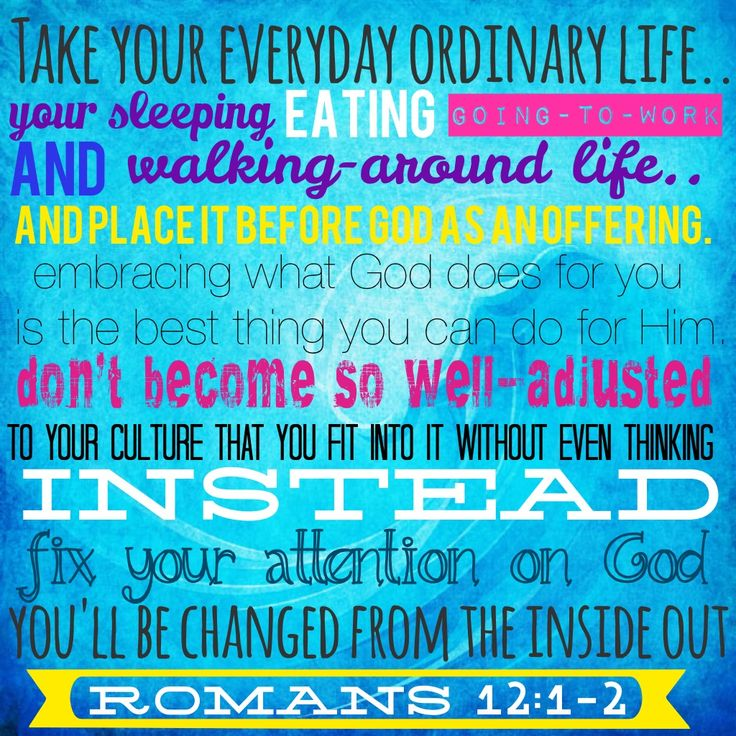 TAKE YOUR EVERYDAY ORDINARY LIFE..
your sleeping EATING GOING-TO-WORK
AND walking-around life..
AND PLACE IT BEFORE GOD AS AN OFFERING.
embracing what God does for you
is the best thing you can do for Him.
don't become so well-adjusted
TO YOUR CULTURE THAT YOU FIT INTO IT WITHOUT EVEN THINKING
INSTEAD
fix your attention on God
YOU'LL BE CHANGED FROM THE INSIDE OUT
ROMANS 12:1-2